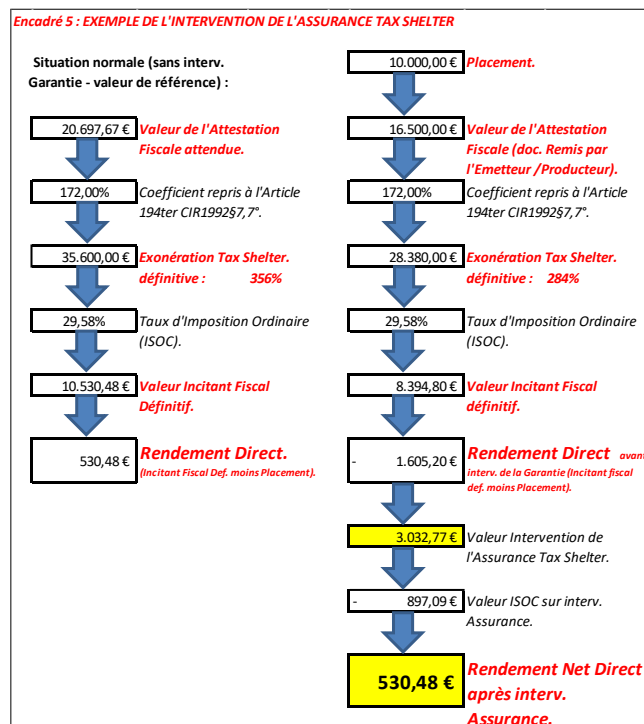 Encadré 5 : EXEMPLE DE L'INTERVENTION DE L'ASSURANCE TAX SHELTER
Situation normale (sans interv.
Garantie - valeur de référence) :
20.697,67 € Valeur de l'Attestation
Fiscale attendue.
172,00% Coefficient repris à l'Article
194ter CIR1992§7,7°.
35.600,00 € Exonération Tax Shelter.
définitive : 356%
29,58% Taux d'Imposition Ordinaire
(ISOC).
10.530,48 € Valeur Incitant Fiscal
Définitif.
530,48 € Rendement Direct.
(Incitant Fiscal Def. moins Placement).
10.000,00 € Placement.
16.500,00 € Valeur de l'Attestation
Fiscale (doc. Remis par
l'Emetteur /Producteur).
172,00% Coefficient repris à l'Article
194ter CIR1992§7,7°.
28.380,00 € Exonération Tax Shelter.
définitive : 284%
29,58% Taux d'Imposition Ordinaire
(ISOC).
8.394,80 € Valeur Incitant Fiscal
définitif.
- 1.605,20 € Rendement Direct avant
interv. de la Garantie (Incitant fiscal
def. moins Placement).
3.032,77 € Valeur Intervention de
l'Assurance Tax Shelter.
- 897,09 € Valeur ISOC sur interv.
Assurance.
530,48 € Rendement Net Direct
après interv.
Assurance.